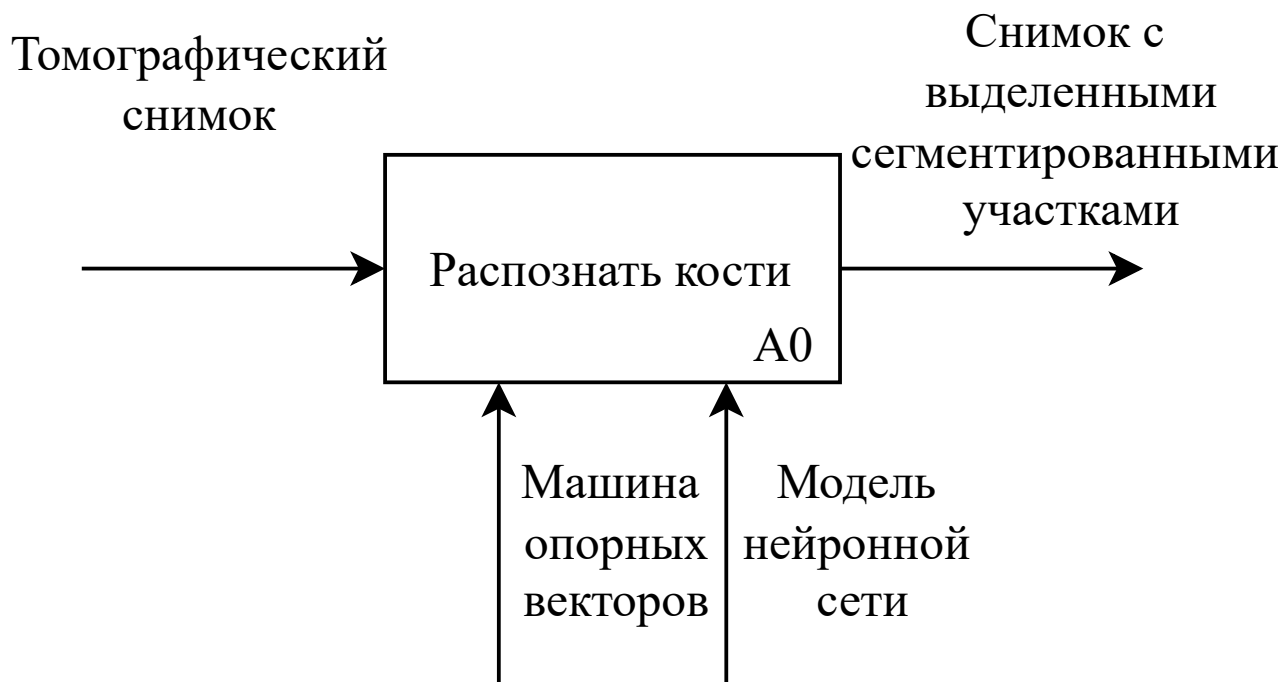 Томографический
снимок
Снимок с
выделенными
сегментированными
участками
Распознать кости
A0
Машина
опорных
векторов
Модель
нейронной
сети